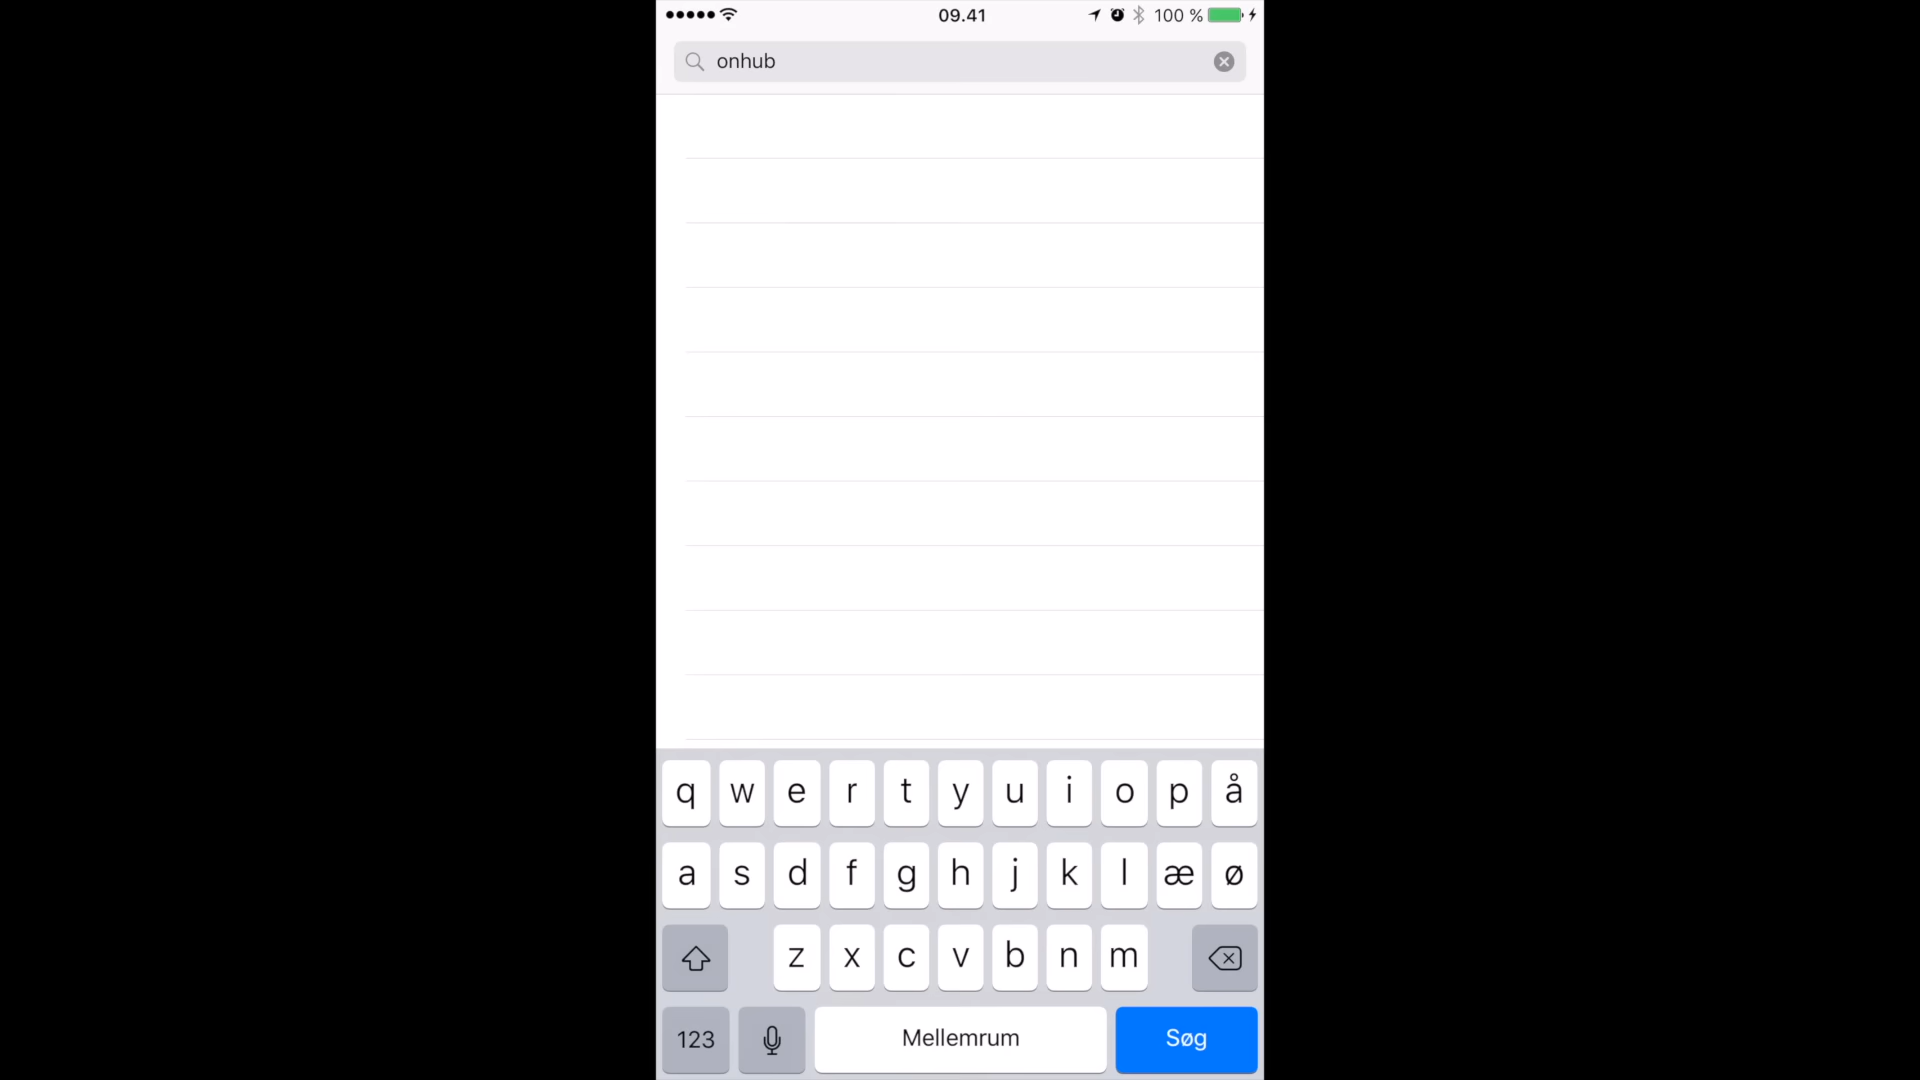 09.41
100 %
onhub
q w e r t y u i o p å
a s d f g h j k l æ ø
z x c v b n m
123
Mellemrum
Søg